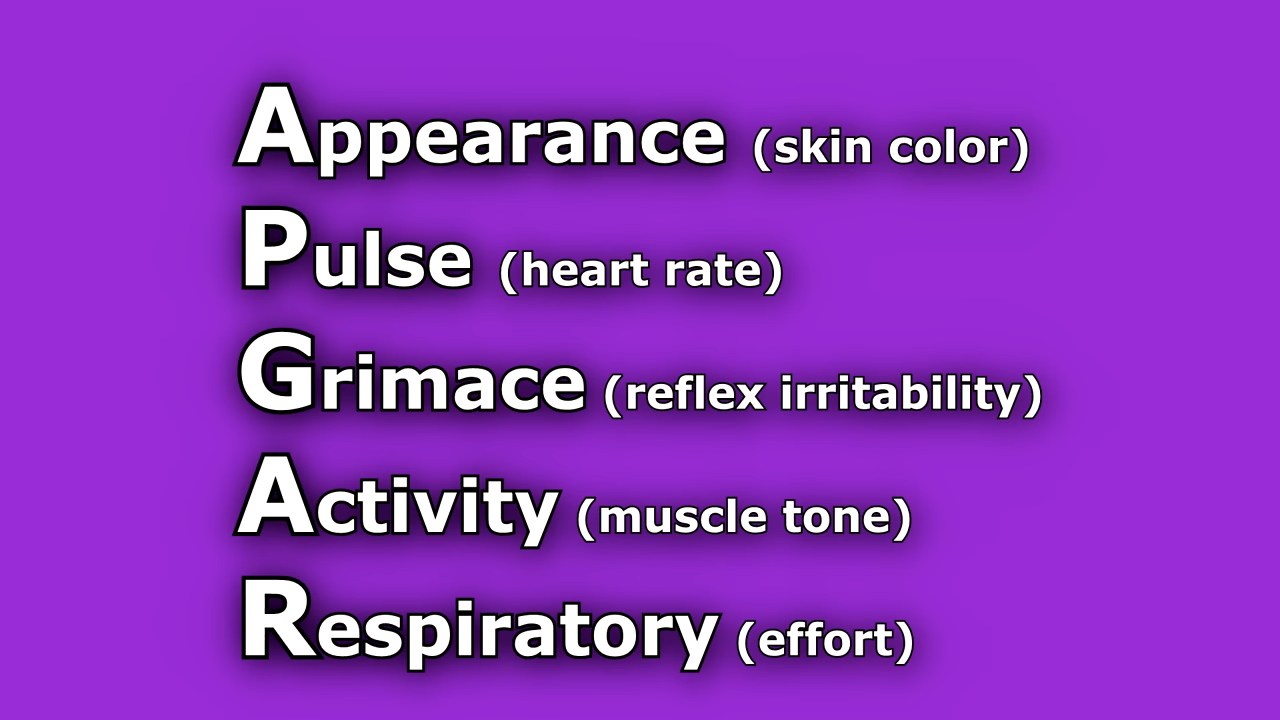 Appearance (skin color)
Pulse (heart rate)
Grimace (reflex irritability)
Activity (muscle tone)
Respiratory (effort)